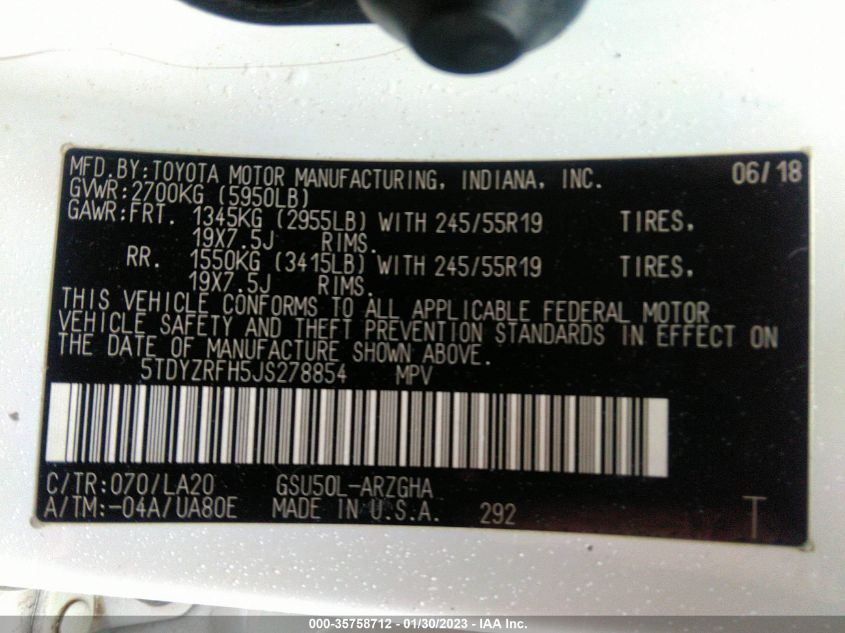 MFD.BY:TOYOTA MOTOR MANUFACTURING, INDIANA, INC. 06/18
GVWR:2700KG (5950LB)
GAWR:FRT. 1345KG (2955LB) WITH 245/55R19 TIRES,
19X7.5J RIMS.
RR. 1550KG (3415LB) WITH 245/55R19 TIRES,
19X7.5J RIMS.
THIS VEHICLE CONFORMS TO ALL APPLICABLE FEDERAL MOTOR
VEHICLE SAFETY AND THEFT PREVENTION STANDARDS IN EFFECT ON
THE DATE OF MANUFACTURE SHOWN ABOVE.
5TDYZRFH5JS278854 MPV
C/TR:070/LA20 GSU50L-ARZGHA
A/TM:-04A/UA80E MADE IN U.S.A. 292 T
000-35758712 - 01/30/2023 - IAA Inc.